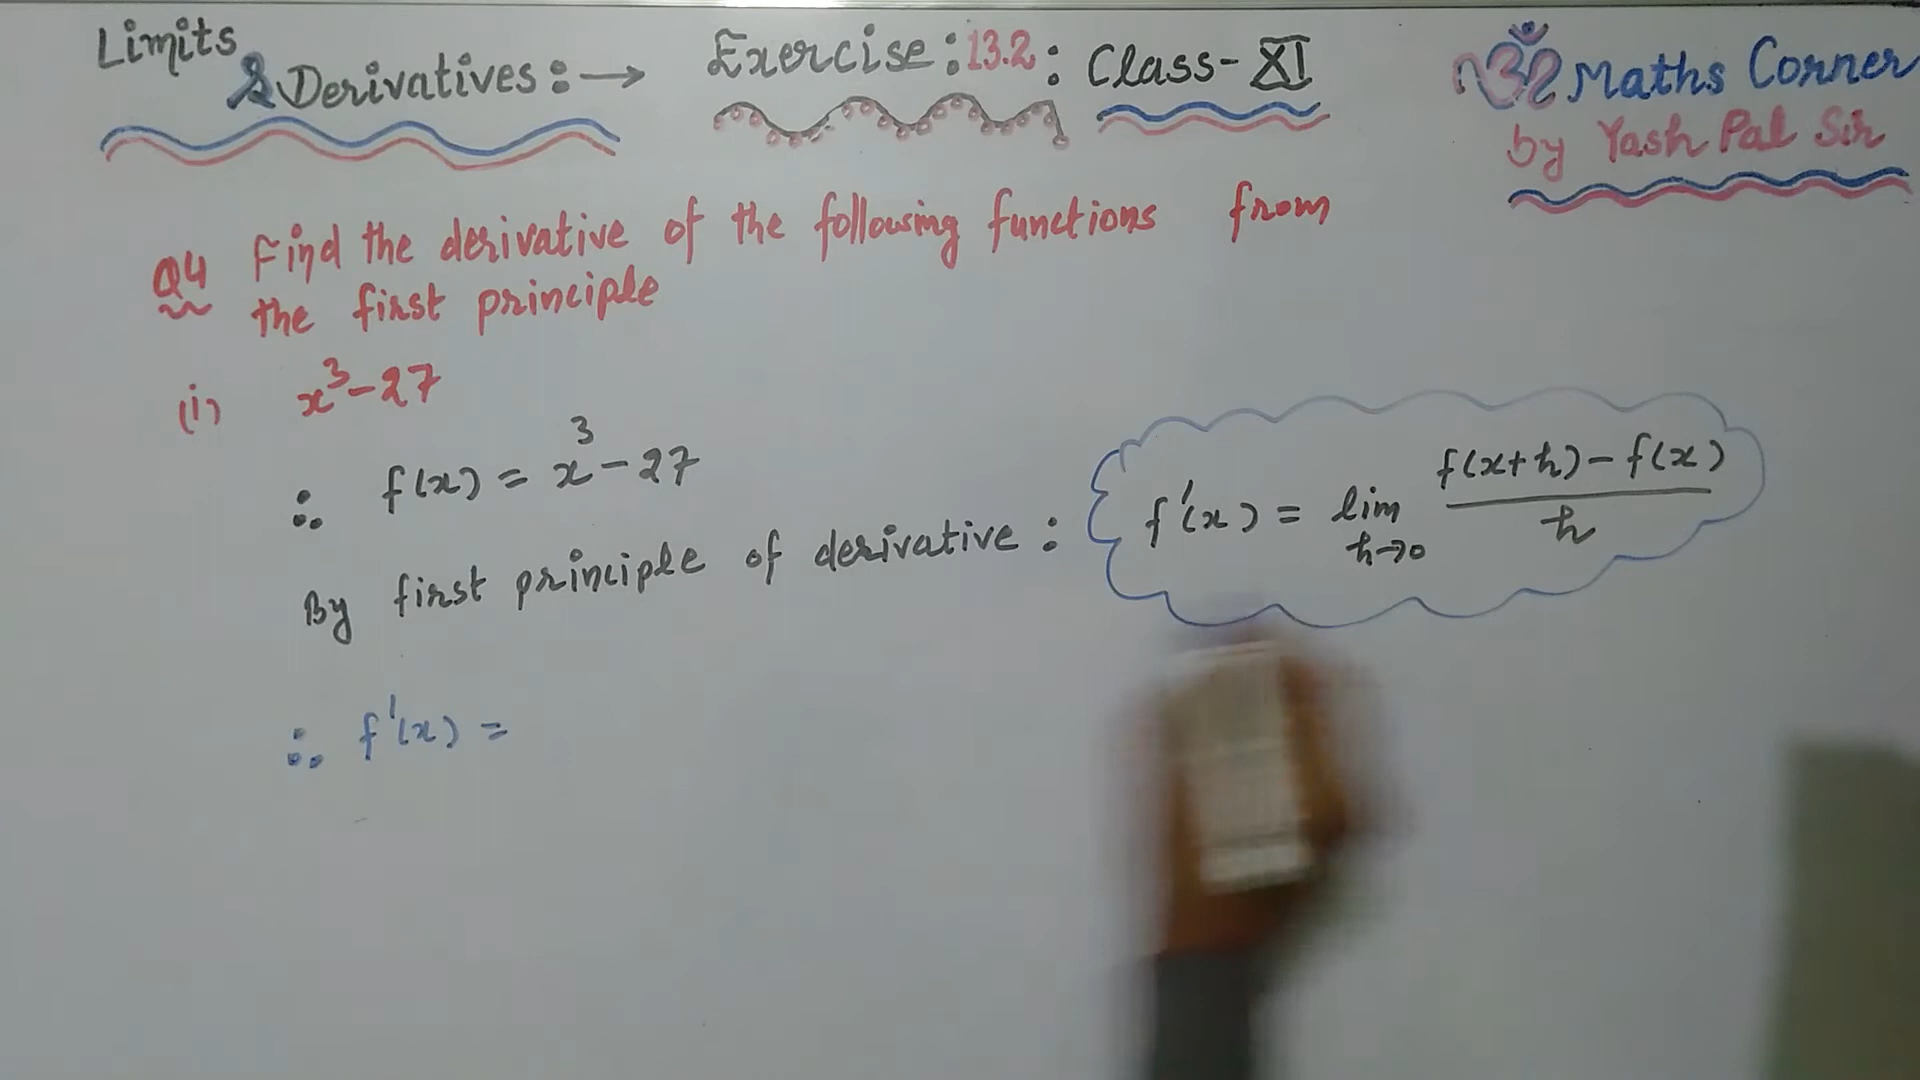 Limits & Derivatives :→ Exercise : 13.2 : Class - XI
ॐ Maths Corner
by Yash Pal Sir
Q4 Find the derivative of the following functions from
the first principle
(i) x³-27
∴ f(x) = x³-27
By first principle of derivative : f'(x) = lim h→0 f(x+h)-f(x) / h
∴ f'(x) =